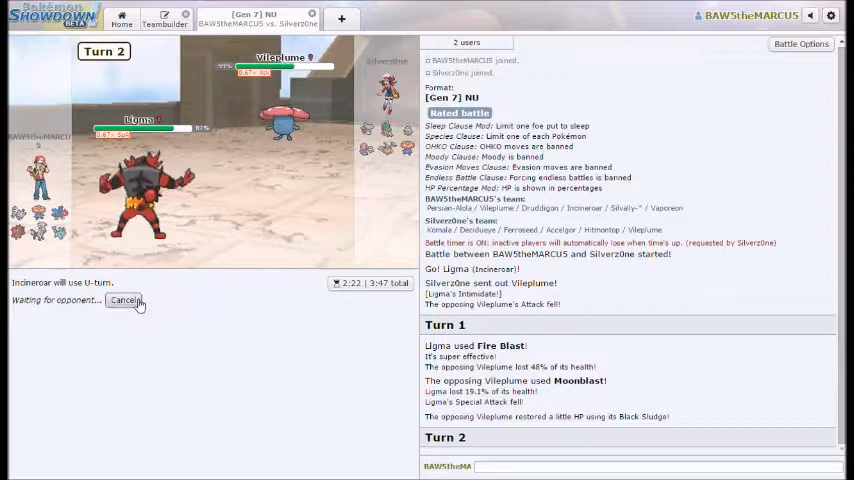 Pokémon
SHOWDOWN!
BETA
Home
Teambuilder
[Gen 7] NU
BAW5theMARCUS vs. Silverz0ne
+
BAW5theMARCUS
Turn 2
Vileplume
59%
0.67× Atk
Silverz0ne
Ligma
81%
0.67× SpA
BAW5theMARCU
S
Incineroar will use U-turn.
Waiting for opponent...
Cancel
2:22 | 3:47 total
2 users
Battle Options
BAW5theMARCUS joined.
Silverz0ne joined.
Format:
[Gen 7] NU
Rated battle
Sleep Clause Mod: Limit one foe put to sleep
Species Clause: Limit one of each Pokémon
OHKO Clause: OHKO moves are banned
Moody Clause: Moody is banned
Evasion Moves Clause: Evasion moves are banned
Endless Battle Clause: Forcing endless battles is banned
HP Percentage Mod: HP is shown in percentages
BAW5theMARCUS's team:
Persian-Alola / Vileplume / Druddigon / Incineroar / Silvally-* / Vaporeon
Silverz0ne's team:
Komala / Decidueye / Ferroseed / Accelgor / Hitmontop / Vileplume
Battle timer is ON: inactive players will automatically lose when time's up. (requested by Silverz0ne)
Battle between BAW5theMARCUS and Silverz0ne started!
Go! Ligma (Incineroar)!
Silverz0ne sent out Vileplume!
[Ligma's Intimidate!]
The opposing Vileplume's Attack fell!
Turn 1
Ligma used Fire Blast!
It's super effective!
The opposing Vileplume lost 48% of its health!
The opposing Vileplume used Moonblast!
Ligma lost 19.1% of its health!
Ligma's Special Attack fell!
The opposing Vileplume restored a little HP using its Black Sludge!
Turn 2
BAW5theMA